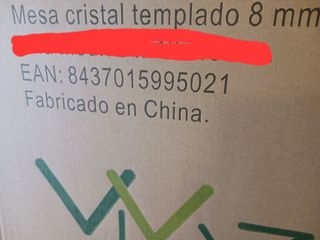 Mesa cristal templado 8 mm
EAN: 8437015995021
Fabricado en China.